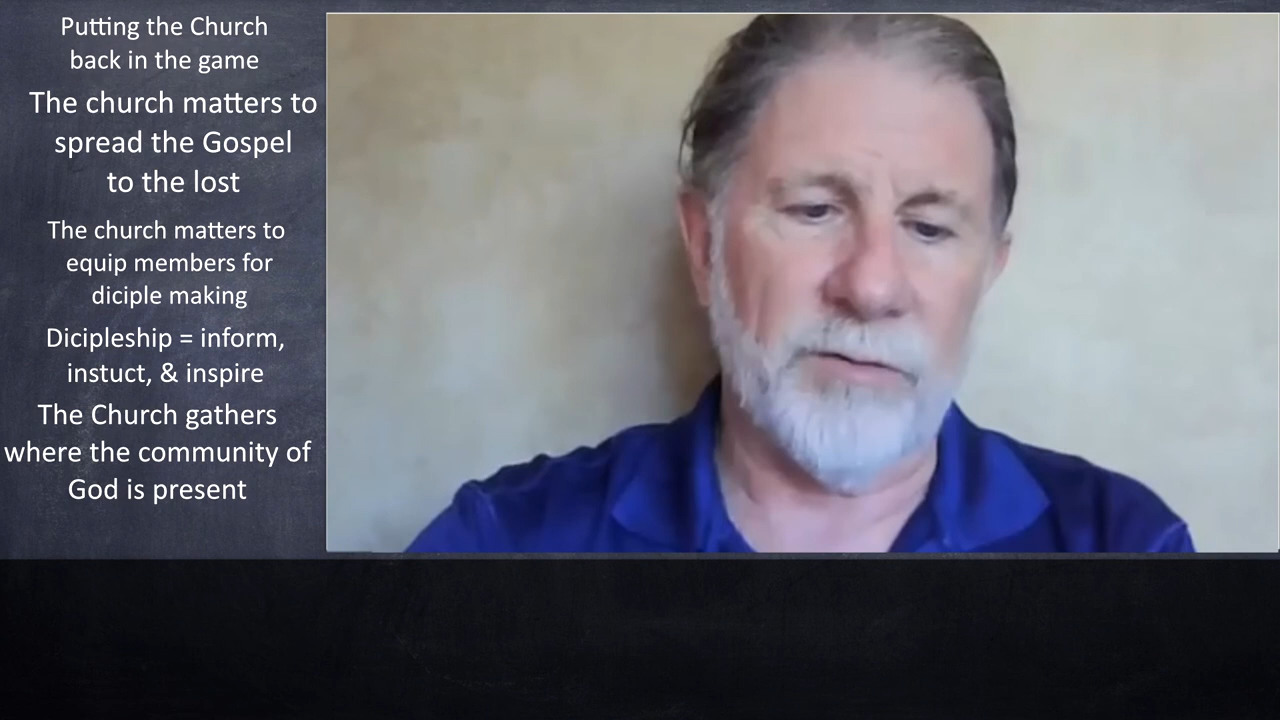 Putting the Church
back in the game
The church matters to
spread the Gospel
to the lost
The church matters to
equip members for
diciple making
Dicipleship = inform,
instuct, & inspire
The Church gathers
where the community of
God is present